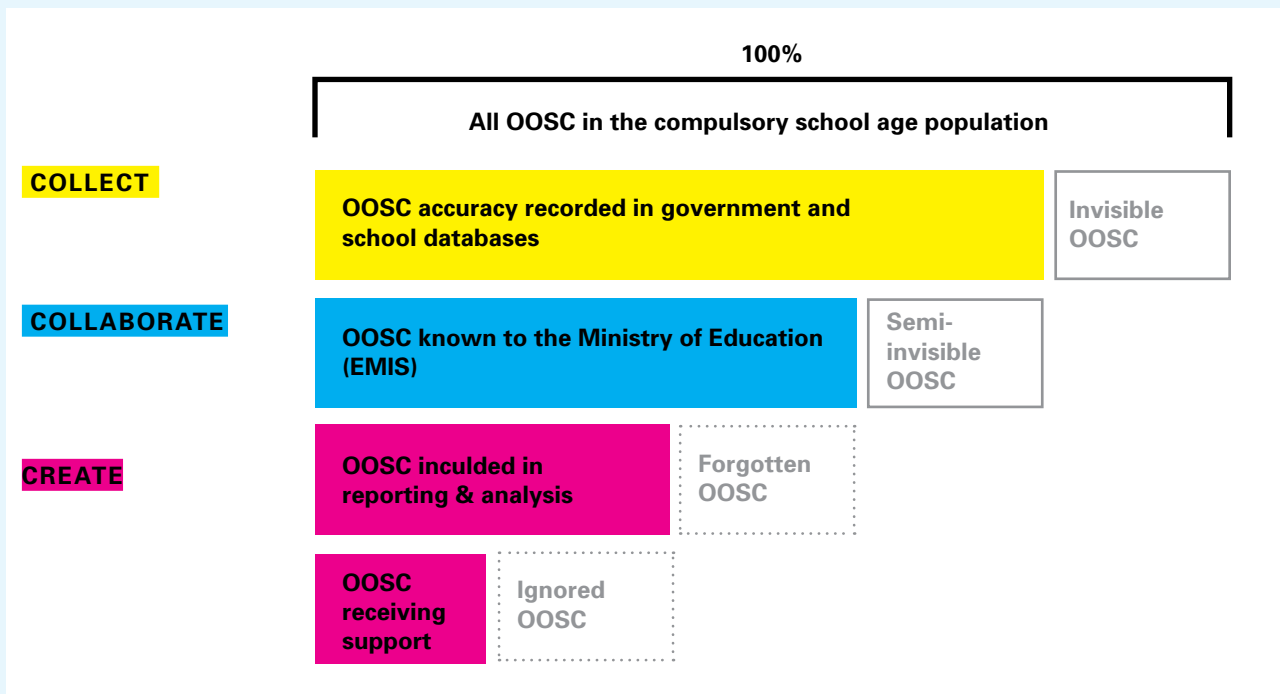 100%
All OOSC in the compulsory school age population
COLLECT
OOSC accuracy recorded in government and
school databases
Invisible
OOSC
COLLABORATE
OOSC known to the Ministry of Education
(EMIS)
Semi-
invisible
OOSC
CREATE
OOSC inculded in
reporting & analysis
Forgotten
OOSC
OOSC
receiving
support
Ignored
OOSC